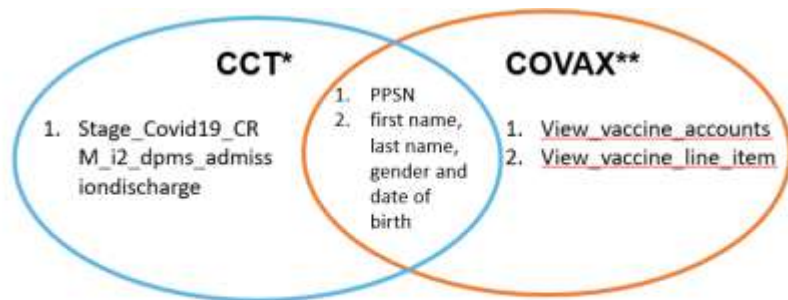 CCT*
COVAX**
1. Stage_Covid19_CR
M_i2_dpms_admiss
iondischarge
1. PPSN
2. first name,
last name,
gender and
date of
birth
1. View_vaccine_accounts
2. View_vaccine_line_item